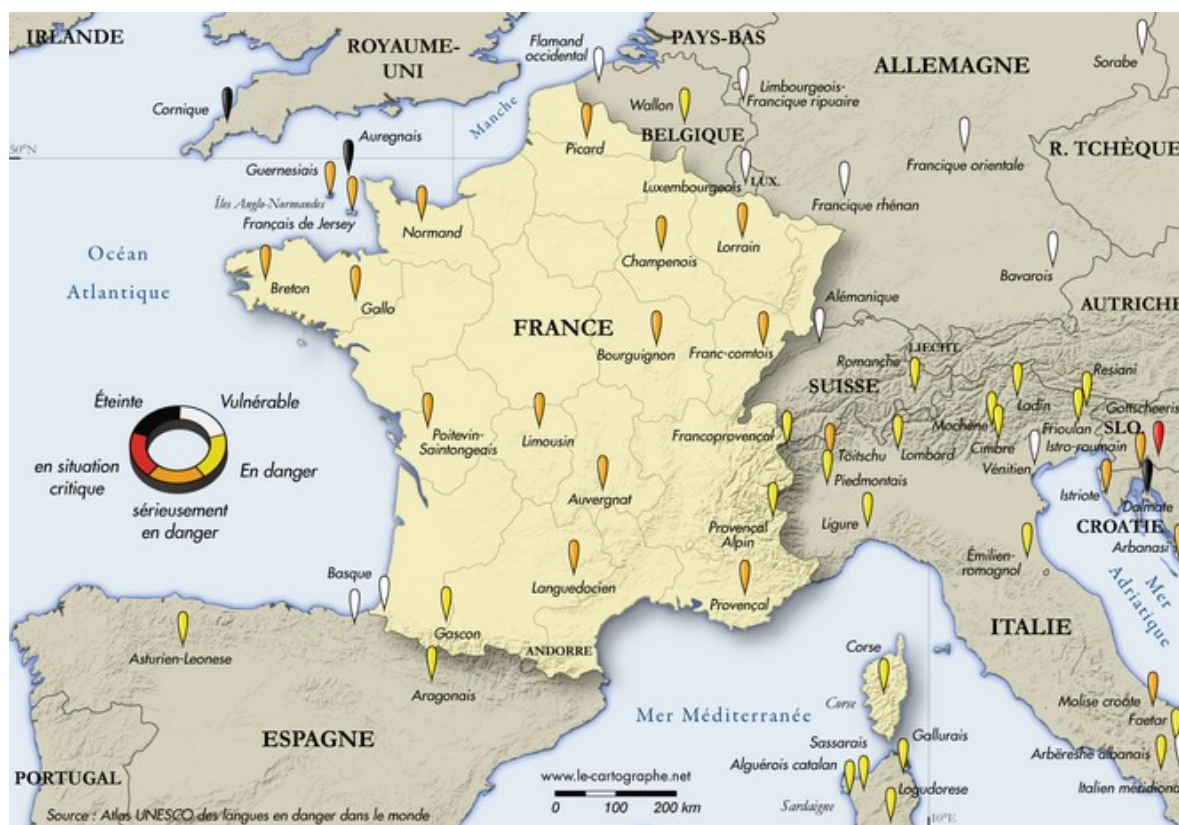 IRLANDE
ROYAUME-
UNI
Flamand
occidental
PAYS-BAS
ALLEMAGNE
Sorabe
Cornique
Manche
Wallon
Limbourgeois-
Francique ripuaire
Auregnais
BELGIQUE
Picard
50°N
Guernesiais
Francique orientale
R. TCHÈQUE
Luxembourgeois
LUX.
Îles Anglo-Normandes
Français de Jersey
Francique rhénan
Normand
Champenois
Lorrain
Océan
Atlantique
Breton
Gallo
Bavarois
Alémanique
AUTRICHE
FRANCE
Bourguignon
Franc-comtois
Romanche
LIECHT.
Resiani
SUISSE
Éteinte
Vulnérable
en situation
critique
En danger
sérieusement
en danger
Poitevin-
Saintongeais
Limousin
Francoprovençal
Töitschu
Lombard
Mochène
Cimbre
Ladin
Frioulan
Gottscheeris
SLO.
Vénitien
Istro-roumain
Auvergnat
Piedmontais
Istriote
Dalmate
Provençal
Alpin
Ligure
CROATIE
Émilien-
romagnol
Arbanasi
Mer
Adriatique
Basque
Languedocien
Provençal
Gascon
ANDORRE
Asturien-Leonese
Aragonais
ITALIE
Corse
Corse
Mer Méditerranée
Molise croate
Faetar
ESPAGNE
Sassarais
Gallurais
Arbëreshë albanais
PORTUGAL
Alguérois catalan
www.le-cartographe.net
Logudorese
Italien méridional
0 100 200 km
Sardaigne
Source : Atlas UNESCO des langues en danger dans le monde
10°E